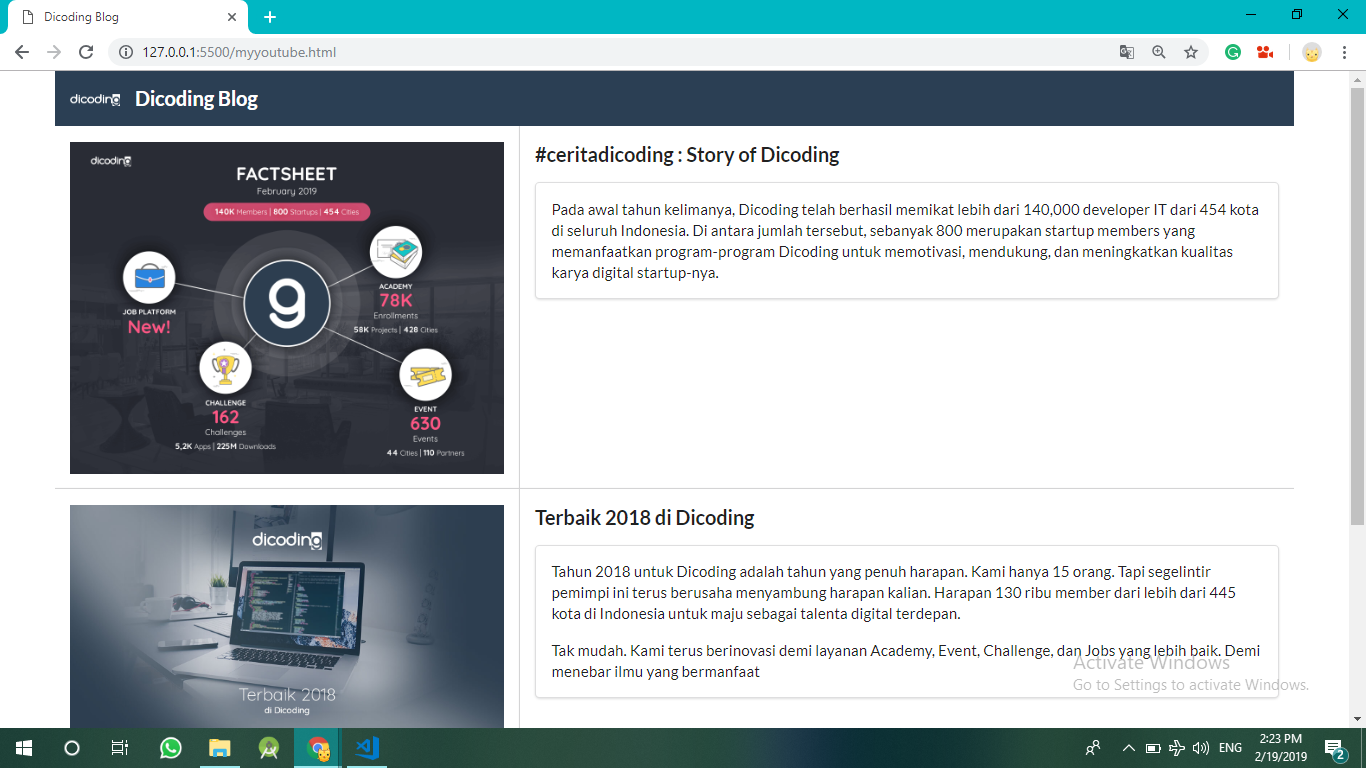 Dicoding Blog
127.0.0.1:5500/myyoutube.html
dicoding
Dicoding Blog
dicoding
FACTSHEET
February 2019
140K Members | 800 Startups | 454 Cities
JOB PLATFORM
New!
ACADEMY
78K
Enrollments
58K Projects | 428 Cities
g
CHALLENGE
162
Challenges
5,2K Apps | 225M Downloads
EVENT
630
Events
44 Cities | 110 Partners
#ceritadicoding : Story of Dicoding
Pada awal tahun kelimanya, Dicoding telah berhasil memikat lebih dari 140,000 developer IT dari 454 kota
di seluruh Indonesia. Di antara jumlah tersebut, sebanyak 800 merupakan startup members yang
memanfaatkan program-program Dicoding untuk memotivasi, mendukung, dan meningkatkan kualitas
karya digital startup-nya.
dicoding
Terbaik 2018
di Dicoding
Terbaik 2018 di Dicoding
Tahun 2018 untuk Dicoding adalah tahun yang penuh harapan. Kami hanya 15 orang. Tapi segelintir
pemimpi ini terus berusaha menyambung harapan kalian. Harapan 130 ribu member dari lebih dari 445
kota di Indonesia untuk maju sebagai talenta digital terdepan.
Tak mudah. Kami terus berinovasi demi layanan Academy, Event, Challenge, dan Jobs yang lebih baik. Demi
menebar ilmu yang bermanfaat
Activate Windows
Go to Settings to activate Windows.
ENG
2:23 PM
2/19/2019
2